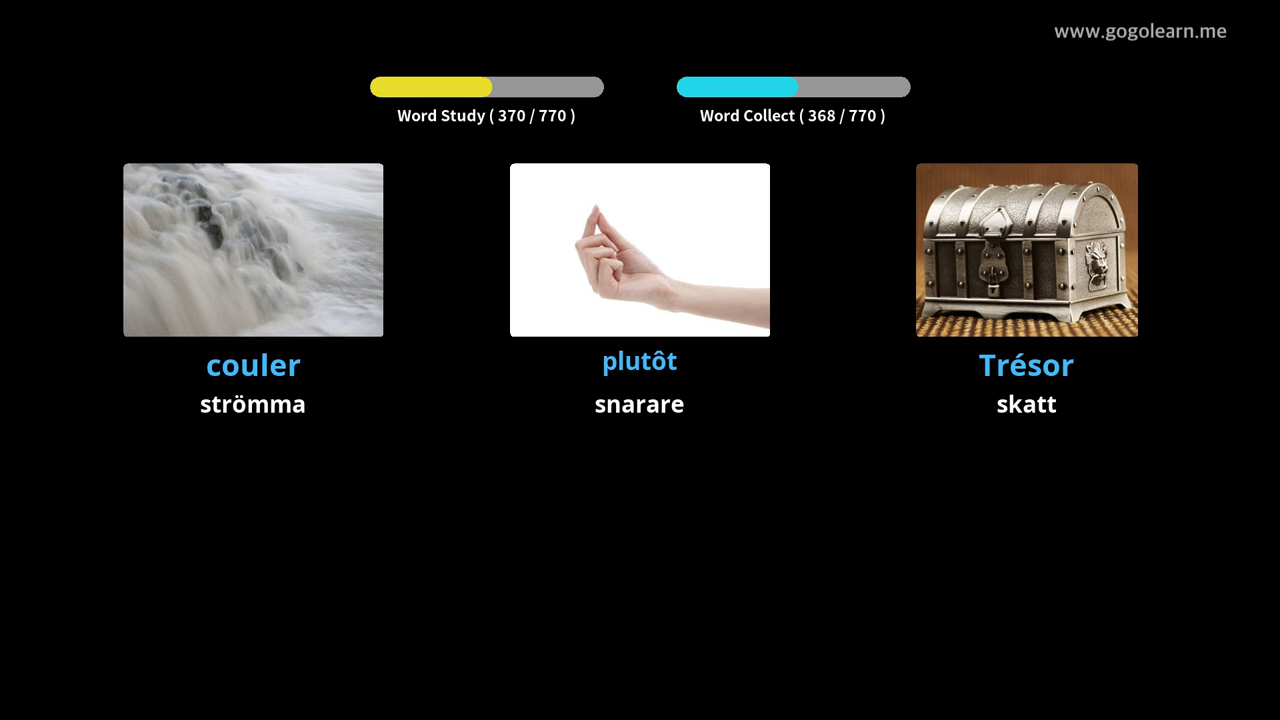 www.gogolearn.me
Word Study ( 370 / 770 )
Word Collect ( 368 / 770 )
couler
strömma
plutôt
snarare
Trésor
skatt